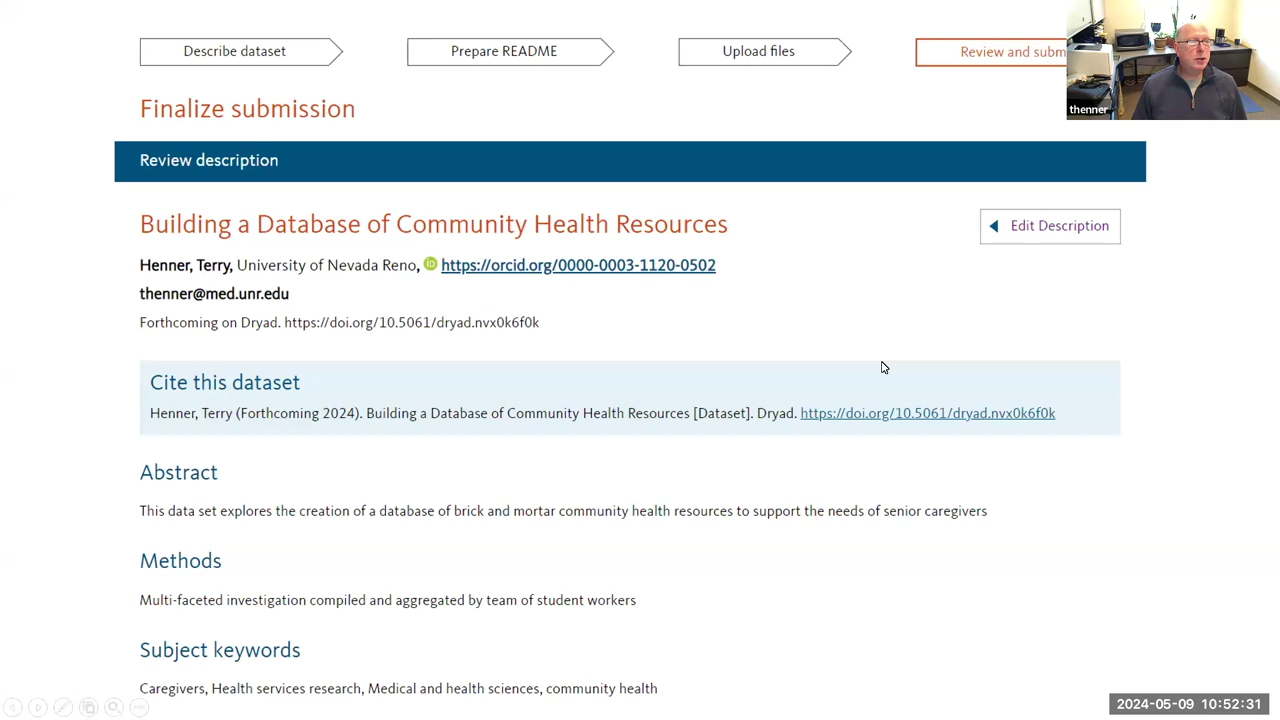 Describe dataset
Prepare README
Upload files
Review and subm
thenner
Finalize submission
Review description
Building a Database of Community Health Resources
Edit Description
Henner, Terry, University of Nevada Reno, iD https://orcid.org/0000-0003-1120-0502
thenner@med.unr.edu
Forthcoming on Dryad. https://doi.org/10.5061/dryad.nvx0k6f0k
Cite this dataset
Henner, Terry (Forthcoming 2024). Building a Database of Community Health Resources [Dataset]. Dryad. https://doi.org/10.5061/dryad.nvx0k6f0k
Abstract
This data set explores the creation of a database of brick and mortar community health resources to support the needs of senior caregivers
Methods
Multi-faceted investigation compiled and aggregated by team of student workers
Subject keywords
Caregivers, Health services research, Medical and health sciences, community health
2024-05-09 10:52:31